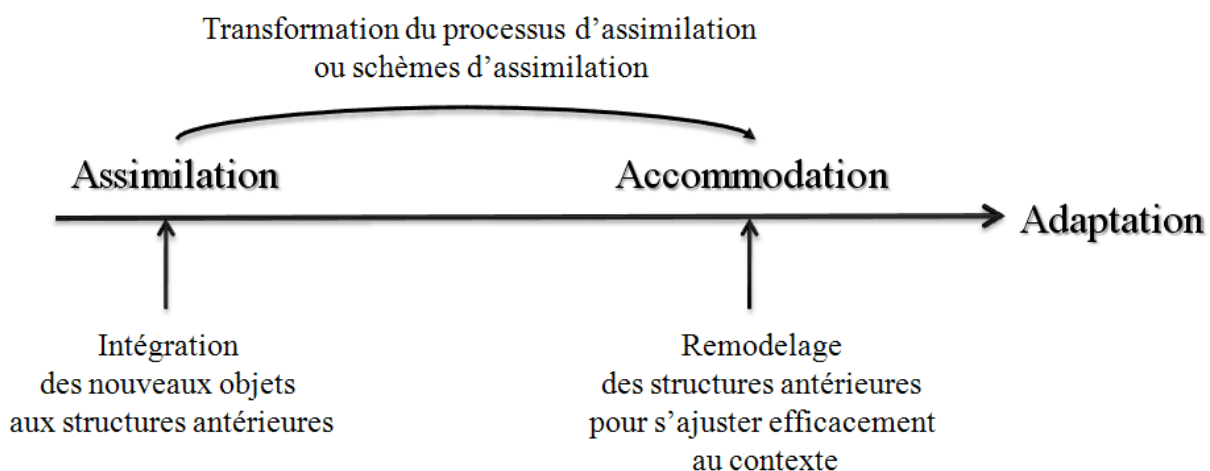 Transformation du processus d’assimilation
ou schèmes d’assimilation
Assimilation
Accommodation
Adaptation
Intégration
des nouveaux objets
aux structures antérieures
Remodelage
des structures antérieures
pour s’ajuster efficacement
au contexte